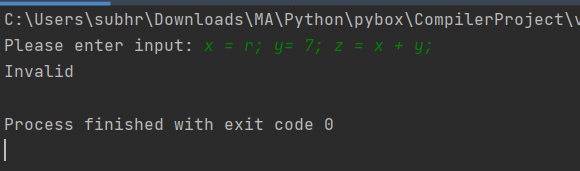 C:\Users\subhr\Downloads\MA\Python\pybox\CompilerProject\v
Please enter input: x = r; y= 7; z = x + y;
Invalid
Process finished with exit code 0